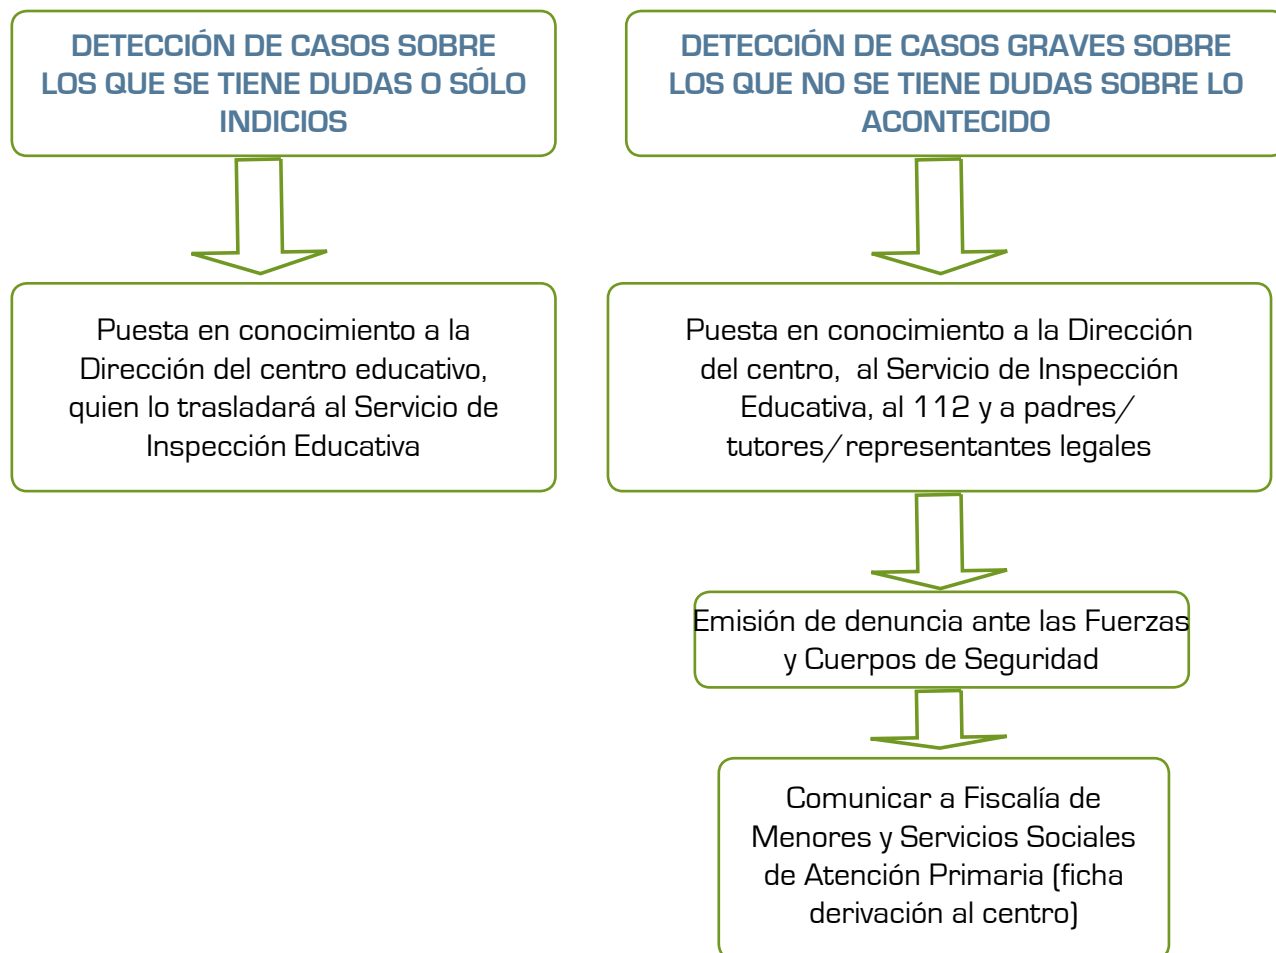 DETECCIÓN DE CASOS SOBRE
LOS QUE SE TIENE DUDAS O SÓLO
INDICIOS
Puesta en conocimiento a la
Dirección del centro educativo,
quien lo trasladará al Servicio de
Inspección Educativa
DETECCIÓN DE CASOS GRAVES SOBRE
LOS QUE NO SE TIENE DUDAS SOBRE LO
ACONTECIDO
Puesta en conocimiento a la Dirección
del centro, al Servicio de Inspección
Educativa, al 112 y a padres/
tutores/representantes legales
Emisión de denuncia ante las Fuerzas
y Cuerpos de Seguridad
Comunicar a Fiscalía de
Menores y Servicios Sociales
de Atención Primaria (ficha
derivación al centro)